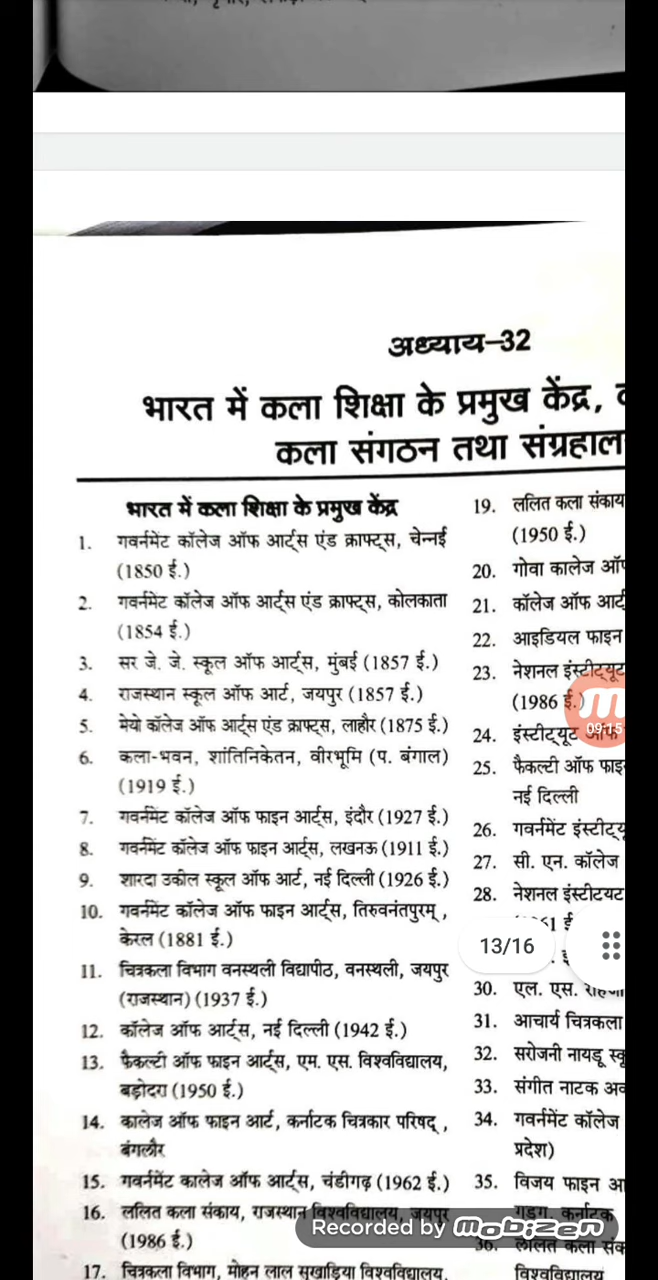 अध्याय–32
भारत में कला शिक्षा के प्रमुख केंद्र,
कला संगठन तथा संग्रहाल
भारत में कला शिक्षा के प्रमुख केंद्र
1. गवर्नमेंट कॉलेज ऑफ आर्ट्स एंड क्राफ्ट्स, चेन्नई
(1850 ई.)
2. गवर्नमेंट कॉलेज ऑफ आर्ट्स एंड क्राफ्ट्स, कोलकाता
(1854 ई.)
3. सर जे. जे. स्कूल ऑफ आर्ट्स, मुंबई (1857 ई.)
4. राजस्थान स्कूल ऑफ आर्ट, जयपुर (1857 ई.)
5. मेयो कॉलेज ऑफ आर्ट्स एंड क्राफ्ट्स, लाहौर (1875 ई.)
6. कला-भवन, शांतिनिकेतन, वीरभूमि (प. बंगाल)
(1919 ई.)
7. गवर्नमेंट कॉलेज ऑफ फाइन आर्ट्स, इंदौर (1927 ई.)
8. गवर्नमेंट कॉलेज ऑफ फाइन आर्ट्स, लखनऊ (1911 ई.)
9. शारदा उकील स्कूल ऑफ आर्ट, नई दिल्ली (1926 ई.)
10. गवर्नमेंट कॉलेज ऑफ फाइन आर्ट्स, तिरुवनंतपुरम्,
केरल (1881 ई.)
11. चित्रकला विभाग वनस्थली विद्यापीठ, वनस्थली, जयपुर
(राजस्थान) (1937 ई.)
12. कॉलेज ऑफ आर्ट्स, नई दिल्ली (1942 ई.)
13. फैकल्टी ऑफ फाइन आर्ट्स, एम. एस. विश्वविद्यालय,
बड़ोदरा (1950 ई.)
14. कालेज ऑफ फाइन आर्ट, कर्नाटक चित्रकार परिषद्,
बंगलौर
15. गवर्नमेंट कालेज ऑफ आर्ट्स, चंडीगढ़ (1962 ई.)
16. ललित कला संकाय, राजस्थान विश्वविद्यालय, जयपुर
(1986 ई.)
17. चित्रकला विभाग, मोहन लाल सुखाड़िया विश्वविद्यालय,
19. ललित कला संकाय
(1950 ई.)
20. गोवा कालेज ऑफ
21. कॉलेज ऑफ आर्ट
22. आइडियल फाइन
23. नेशनल इंस्टीट्यूट
(1986 ई.)
24. इंस्टीट्यूट ऑफ
25. फैकल्टी ऑफ फाइ
नई दिल्ली
26. गवर्नमेंट इंस्टीट्यू
27. सी. एन. कॉलेज
28. नेशनल इंस्टीटयट
30. एल. एस.
31. आचार्य चित्रकला
32. सरोजनी नायडू स्कू
33. संगीत नाटक अक
34. गवर्नमेंट कॉलेज
प्रदेश)
35. विजय फाइन आ
गडग, कर्नाटक
36. ललित कला संक
विश्वविद्यालय
09:15
13/16
Recorded by mobizen